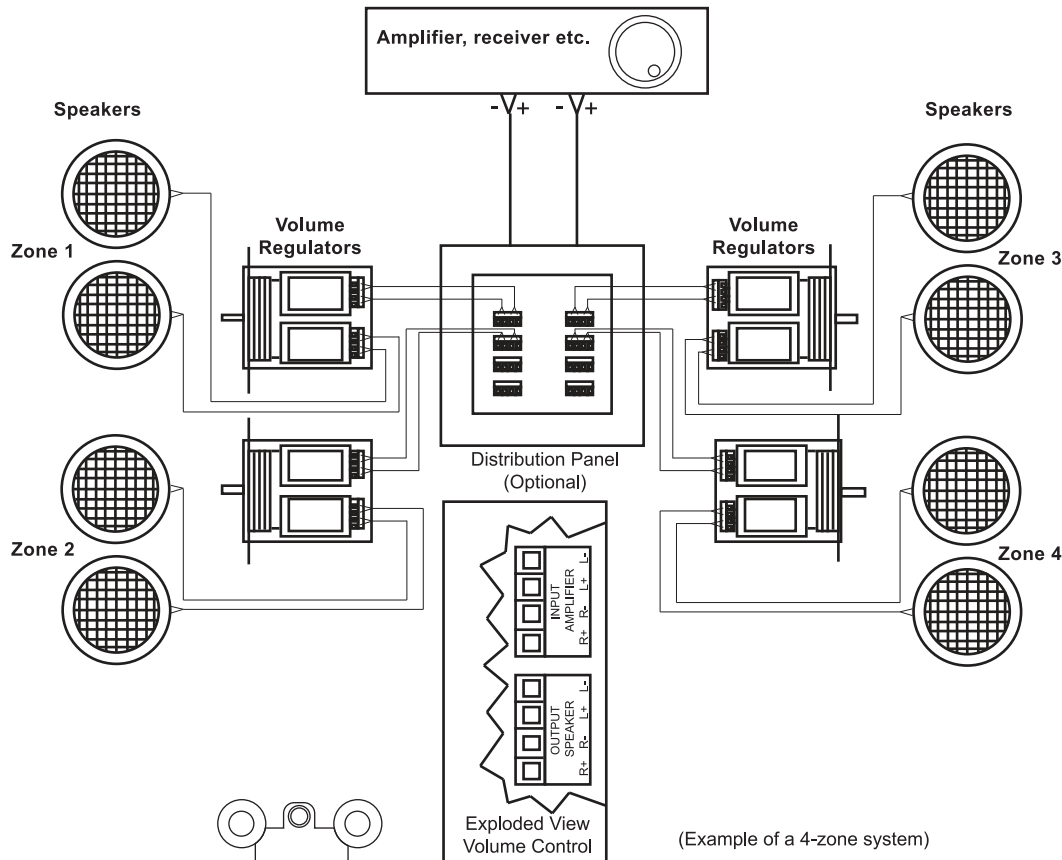 Amplifier, receiver etc.
- + - +
Speakers
Speakers
Zone 1
Volume
Regulators
Volume
Regulators
Zone 3
Distribution Panel
(Optional)
Zone 2
Zone 4
INPUT
AMPLIFIER
R+ R- L+ L-
OUTPUT
SPEAKER
R+ R- L+ L-
Exploded View
Volume Control
(Example of a 4-zone system)